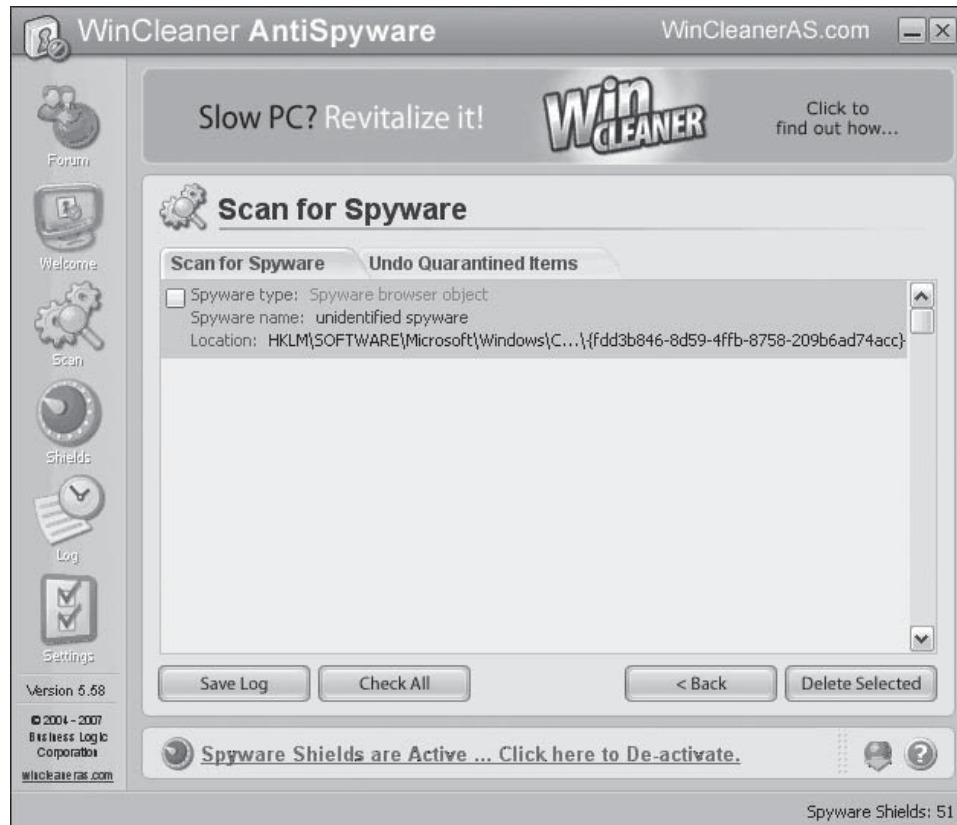 WinCleaner AntiSpyware
WinCleanerAS.com
Slow PC? Revitalize it!
Win CLEANER
Click to
find out how...
Forum
Welcome
Scan
Shields
Log
Settings
Version 5.58
© 2004 - 2007
Business Logic
Corporation
wincleaneras.com
Scan for Spyware
Scan for Spyware
Undo Quarantined Items
Spyware type: Spyware browser object
Spyware name: unidentified spyware
Location: HKLM\SOFTWARE\Microsoft\Windows\C...\{fdd3b846-8d59-4ffb-8758-209b6ad74acc}
Save Log
Check All
< Back
Delete Selected
Spyware Shields are Active ... Click here to De-activate.
Spyware Shields: 51